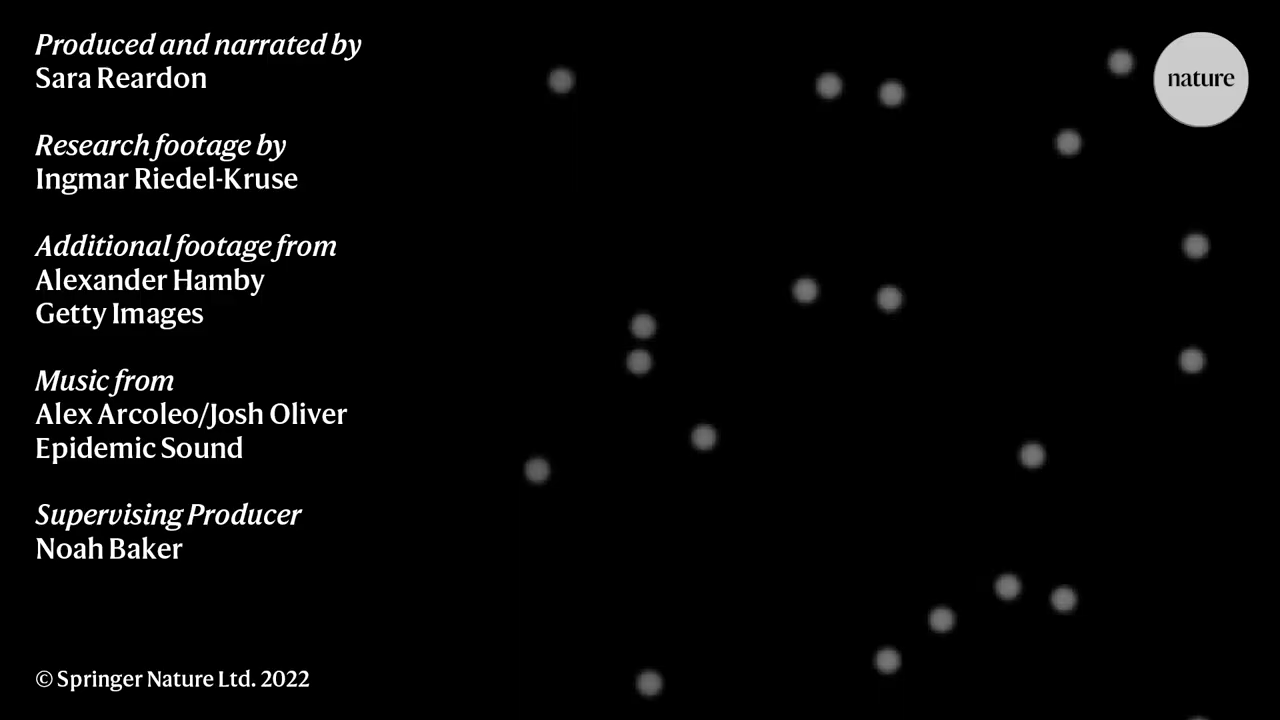 Produced and narrated by
Sara Reardon
Research footage by
Ingmar Riedel-Kruse
Additional footage from
Alexander Hamby
Getty Images
Music from
Alex Arcoleo/Josh Oliver
Epidemic Sound
Supervising Producer
Noah Baker
© Springer Nature Ltd. 2022
nature